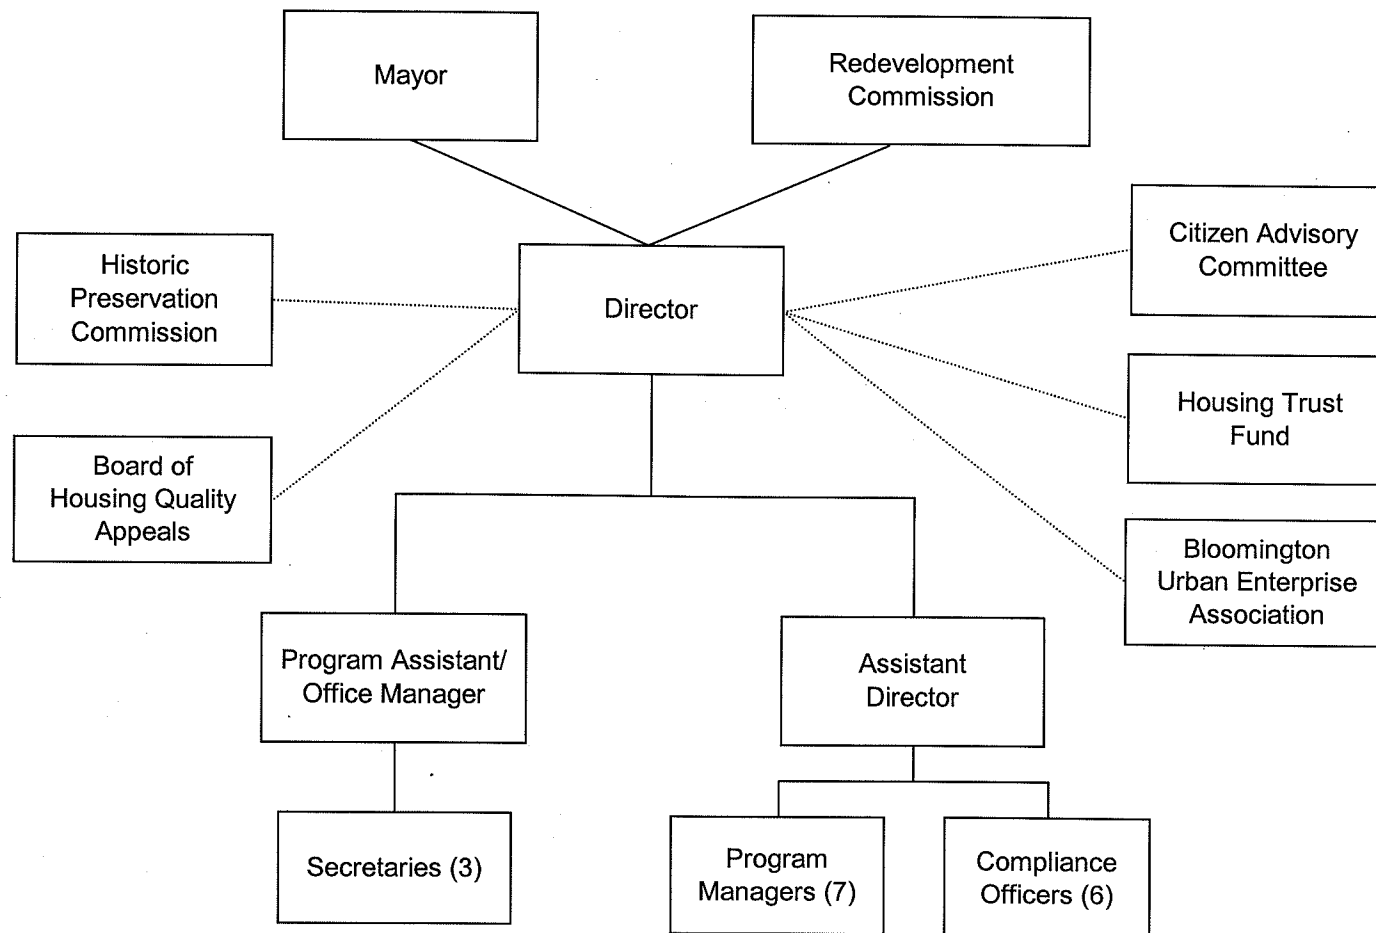 Mayor
Redevelopment
Commission
Citizen Advisory
Committee
Historic
Preservation
Commission
Director
Housing Trust
Fund
Board of
Housing Quality
Appeals
Bloomington
Urban Enterprise
Association
Program Assistant/
Office Manager
Assistant
Director
Secretaries (3)
Program
Managers (7)
Compliance
Officers (6)